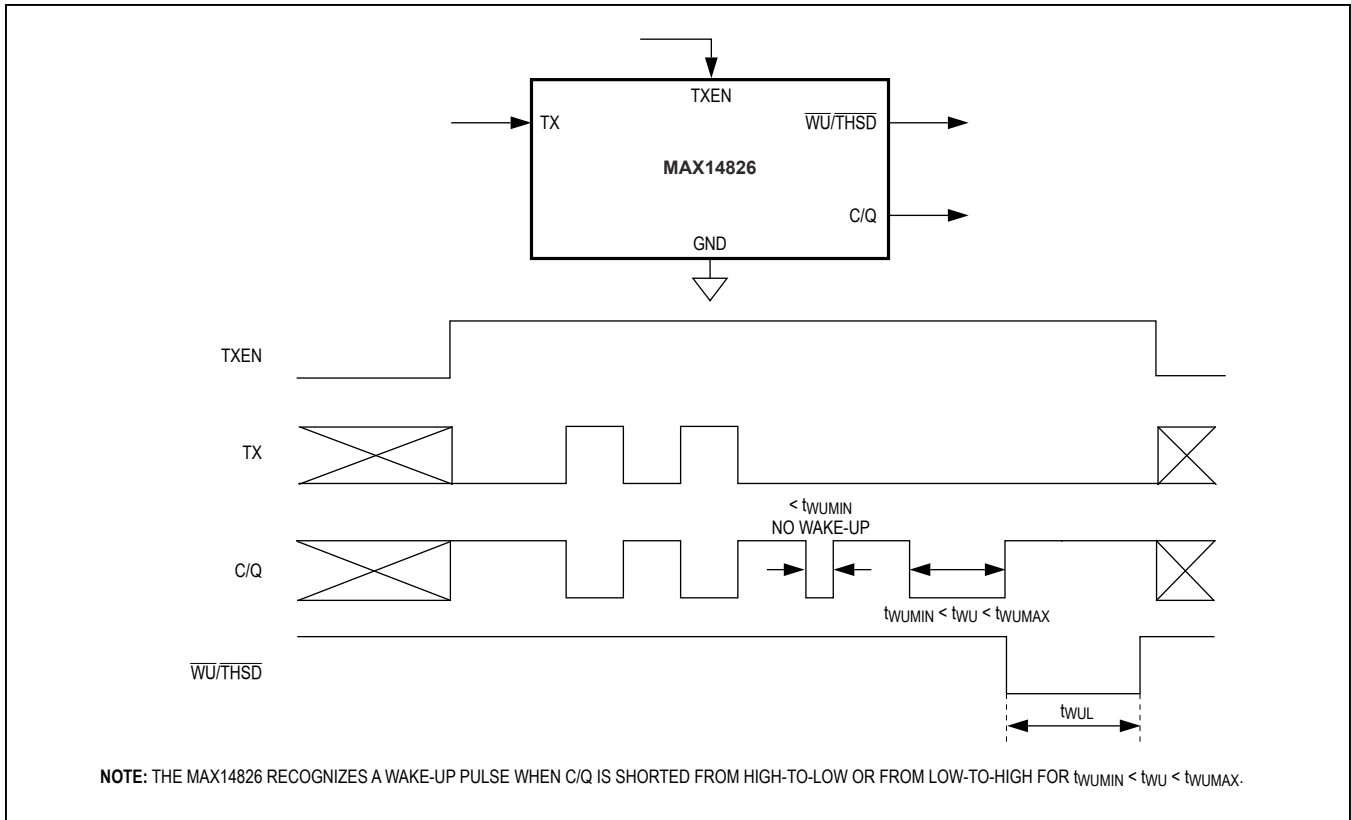 TXEN
TX
WU/THSD
MAX14826
C/Q
GND
TXEN
TX
< tWUMIN
NO WAKE-UP
C/Q
tWUMIN < tWU < tWUMAX
WU/THSD
tWUL
NOTE: THE MAX14826 RECOGNIZES A WAKE-UP PULSE WHEN C/Q IS SHORTED FROM HIGH-TO-LOW OR FROM LOW-TO-HIGH FOR tWUMIN < tWU < tWUMAX.